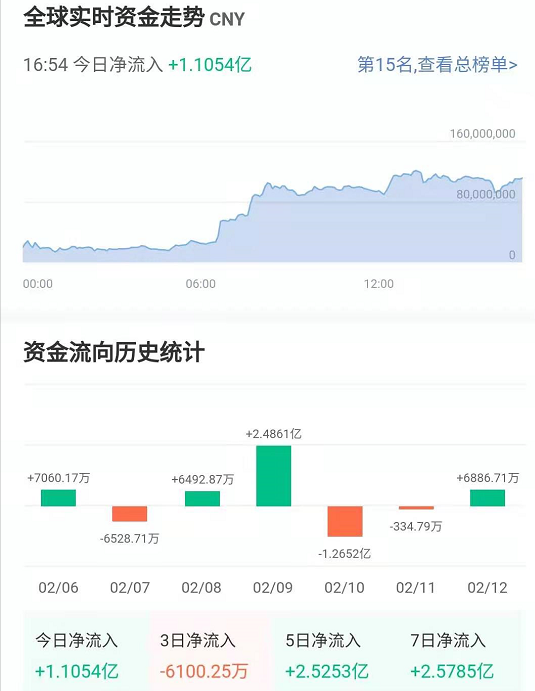 全球实时资金走势 CNY
16:54 今日净流入 +1.1054亿 第15名,查看总榜单>
160,000,000
80,000,000
0
00:00 06:00 12:00
资金流向历史统计
+2.4861亿
+7060.17万 +6492.87万 +6886.71万
-334.79万
-6528.71万
-1.2652亿
02/06 02/07 02/08 02/09 02/10 02/11 02/12
今日净流入 3日净流入 5日净流入 7日净流入
+1.1054亿 -6100.25万 +2.5253亿 +2.5785亿